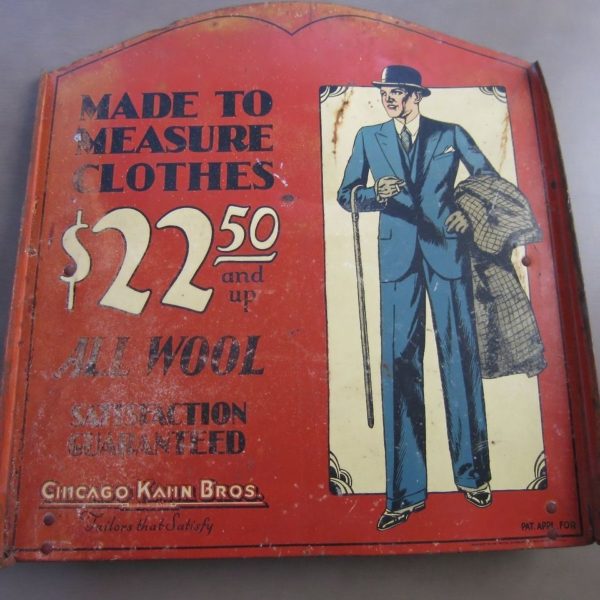 MADE TO
MEASURE
CLOTHES
$22 50
and
up
ALL WOOL
SATISFACTION
GUARANTEED
CHICAGO KAHN BROS.
Tailors that Satisfy
PAT. APPL. FOR